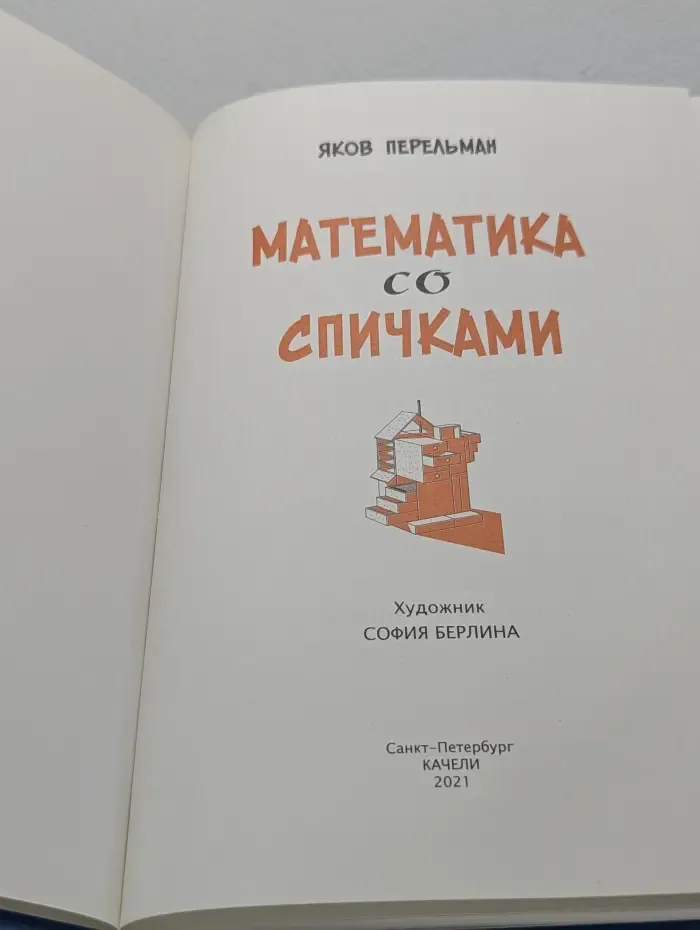 ЯКОВ ПЕРЕЛЬМАН
МАТЕМАТИКА
СО
СПИЧКАМИ
Художник
СОФИЯ БЕРЛИНА
Санкт-Петербург
КАЧЕЛИ
2021